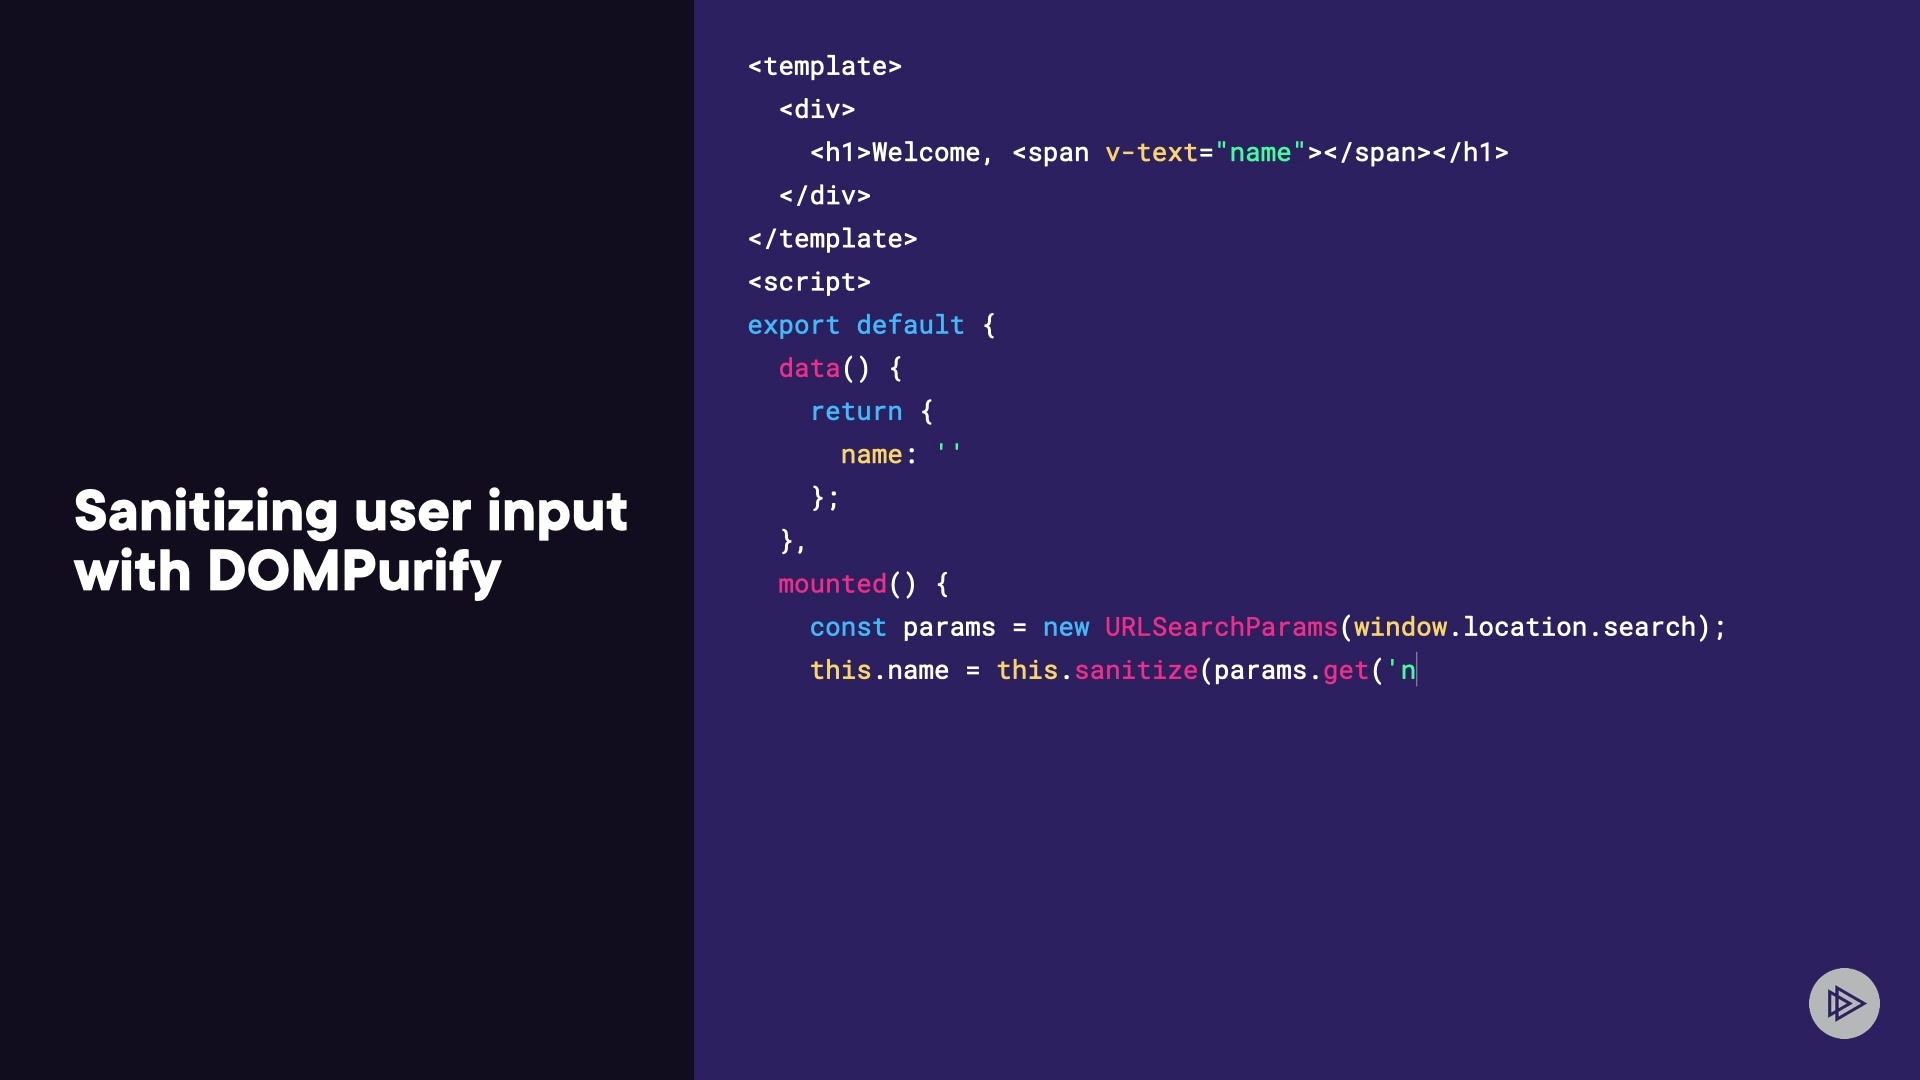 Sanitizing user input
with DOMPurify
<template>
  <div>
    <h1>Welcome, <span v-text="name"></span></h1>
  </div>
</template>
<script>
export default {
  data() {
    return {
      name: ''
    };
  },
  mounted() {
    const params = new URLSearchParams(window.location.search);
    this.name = this.sanitize(params.get('n